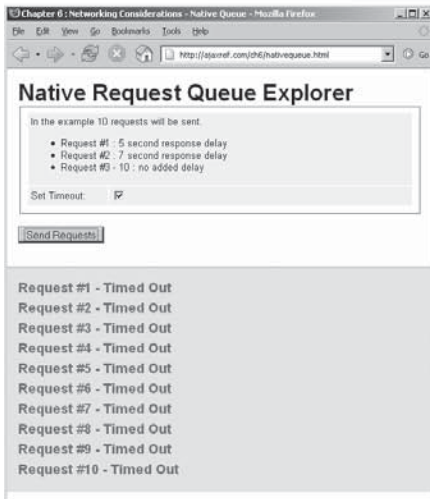 Chapter 6 : Networking Considerations - Native Queue - Mozilla Firefox
File Edit View Go Bookmarks Tools Help
http://ajaxref.com/ch6/nativequeue.html Go
Native Request Queue Explorer
In the example 10 requests will be sent.
• Request #1 : 5 second response delay
• Request #2 : 7 second response delay
• Request #3 - 10 : no added delay
Set Timeout:
Send Requests
Request #1 - Timed Out
Request #2 - Timed Out
Request #3 - Timed Out
Request #4 - Timed Out
Request #5 - Timed Out
Request #6 - Timed Out
Request #7 - Timed Out
Request #8 - Timed Out
Request #9 - Timed Out
Request #10 - Timed Out